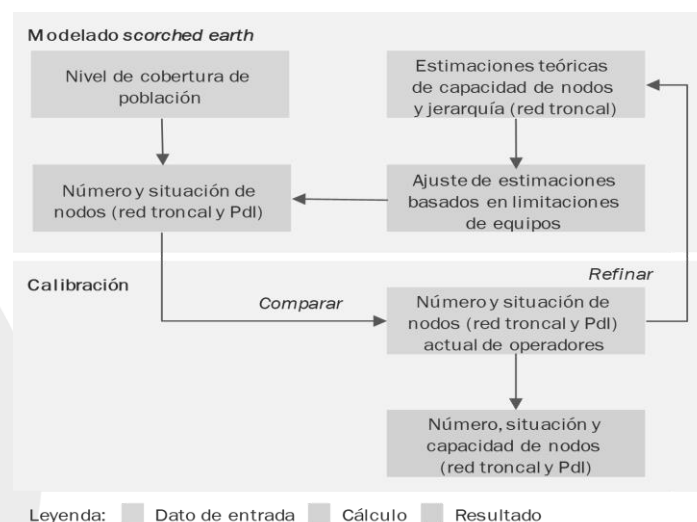 Modelado scorched earth
Nivel de cobertura de
población
Estimaciones teóricas
de capacidad de nodos
y jerarquía (red troncal)
Número y situación de
nodos (red troncal y PdI)
Ajuste de estimaciones
basados en limitaciones
de equipos
Calibración
Comparar
Refinar
Número y situación de
nodos (red troncal y PdI)
actual de operadores
Número, situación y
capacidad de nodos
(red troncal y PdI)
Leyenda: Dato de entrada Cálculo Resultado